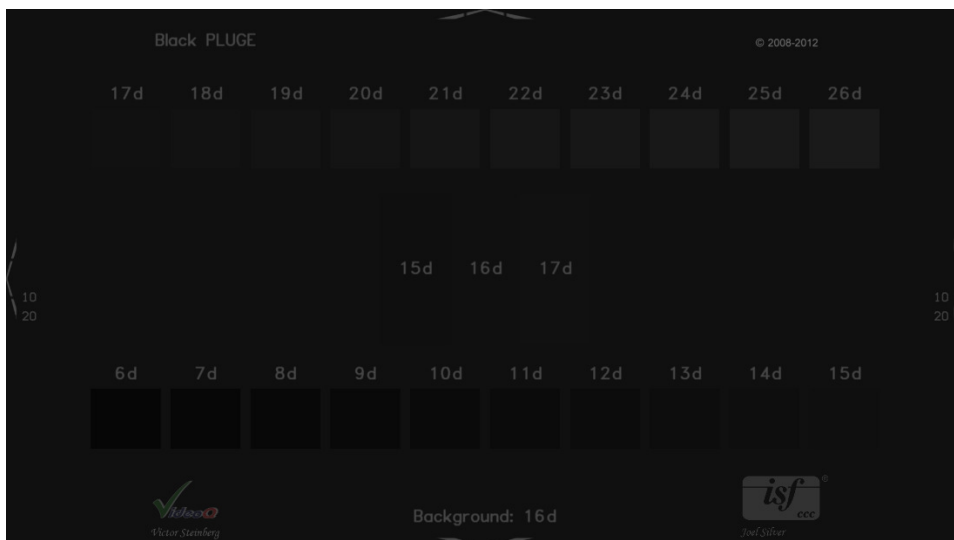 Black PLUGE
© 2008-2012
17d 18d 19d 20d 21d 22d 23d 24d 25d 26d
15d 16d 17d
10
20
10
20
6d 7d 8d 9d 10d 11d 12d 13d 14d 15d
VideoQ
Victor Steinberg
Background: 16d
isf®
ccc
Joel Silver